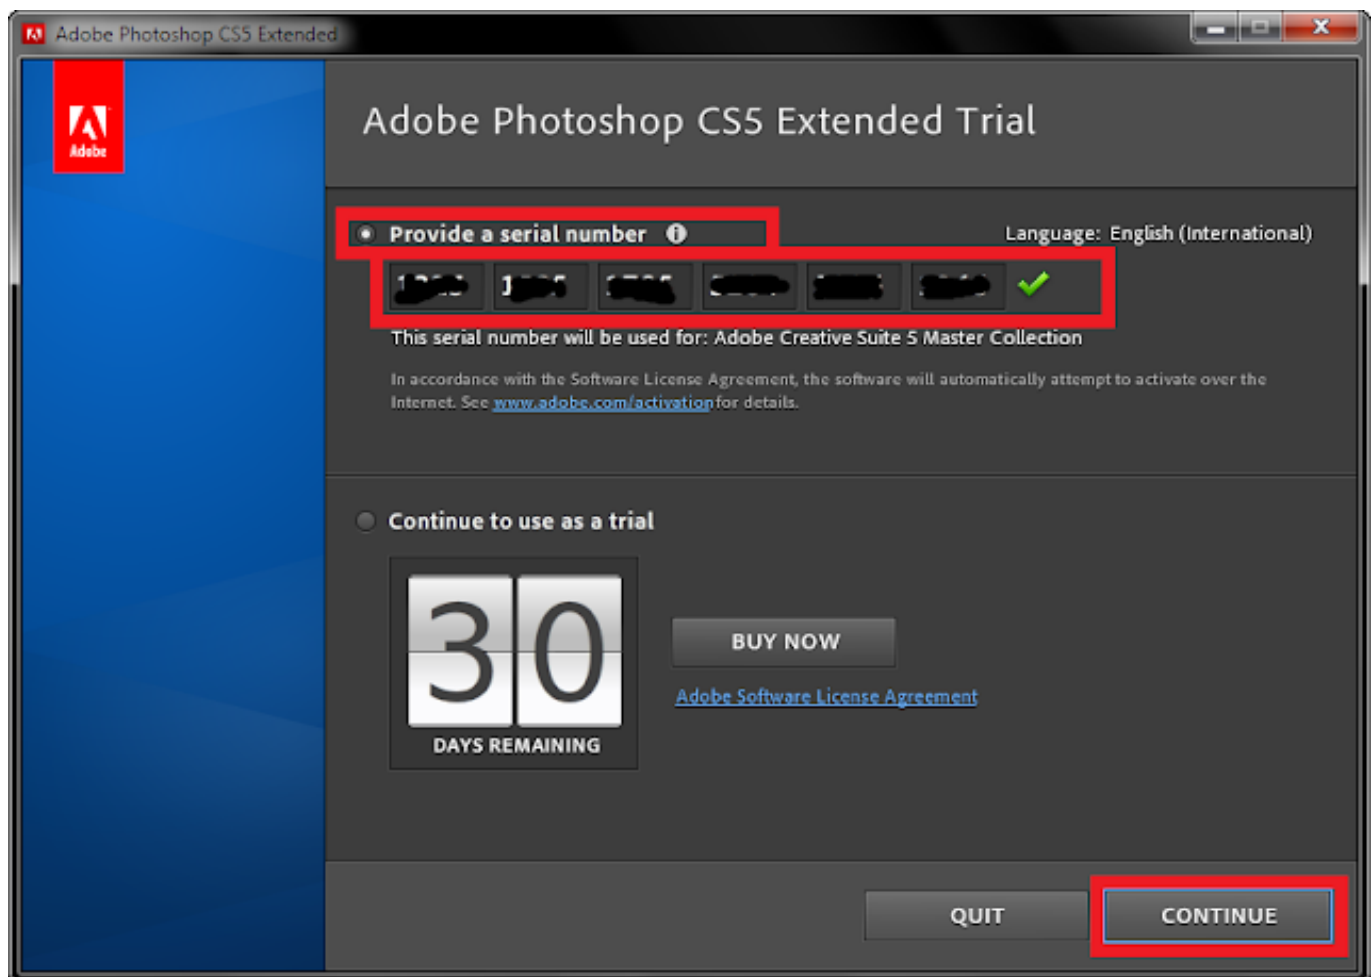 Adobe Photoshop CS5 Extended
Adobe
Adobe Photoshop CS5 Extended Trial
Provide a serial number
Language: English (International)
This serial number will be used for: Adobe Creative Suite 5 Master Collection
In accordance with the Software License Agreement, the software will automatically attempt to activate over the
Internet. See www.adobe.com/activation for details.
Continue to use as a trial
30
DAYS REMAINING
BUY NOW
Adobe Software License Agreement
QUIT
CONTINUE